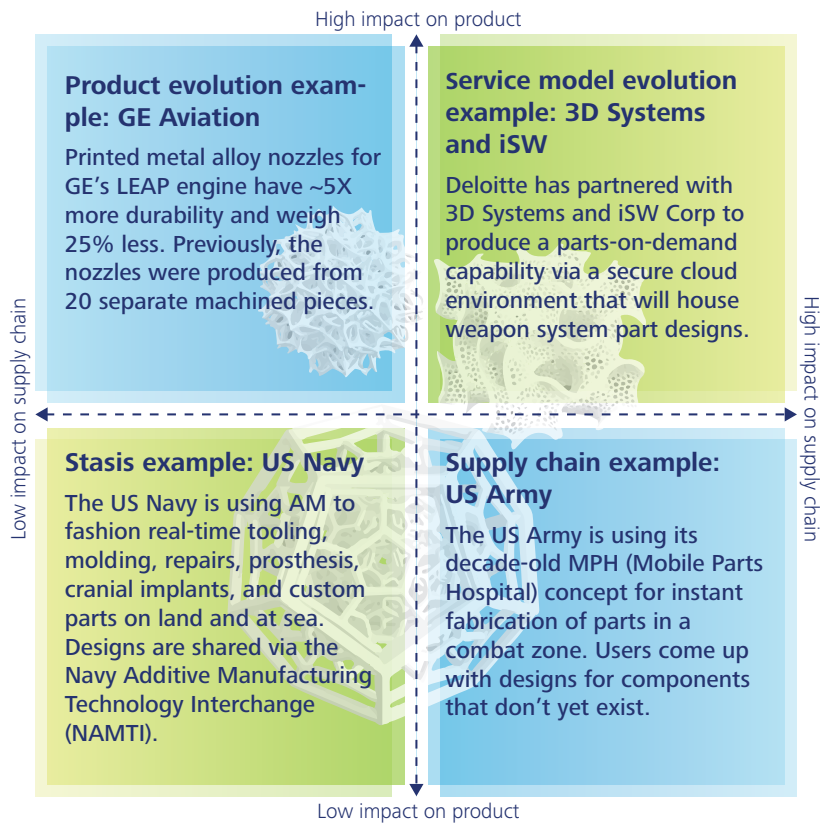 High impact on product
Product evolution exam-
ple: GE Aviation
Printed metal alloy nozzles for
GE’s LEAP engine have ~5X
more durability and weigh
25% less. Previously, the
nozzles were produced from
20 separate machined pieces.
Service model evolution
example: 3D Systems
and iSW
Deloitte has partnered with
3D Systems and iSW Corp to
produce a parts-on-demand
capability via a secure cloud
environment that will house
weapon system part designs.
Low impact on supply chain
High impact on supply chain
Stasis example: US Navy
The US Navy is using AM to
fashion real-time tooling,
molding, repairs, prosthesis,
cranial implants, and custom
parts on land and at sea.
Designs are shared via the
Navy Additive Manufacturing
Technology Interchange
(NAMTI).
Supply chain example:
US Army
The US Army is using its
decade-old MPH (Mobile Parts
Hospital) concept for instant
fabrication of parts in a
combat zone. Users come up
with designs for components
that don’t yet exist.
Low impact on product